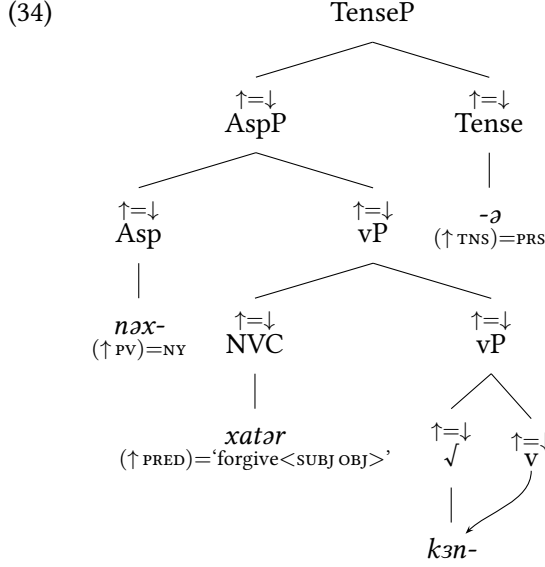 (34) TenseP
↑=↓ ↑=↓
AspP Tense
↑=↓ ↑=↓ -ə
Asp vP (↑ TNS)=PRS
nəx- ↑=↓ ↑=↓
(↑ PV)=NY NVC vP
xatər ↑=↓ ↑=↓
(↑ PRED)=‘forgive<SUBJ OBJ>’ √ v
kɜn-